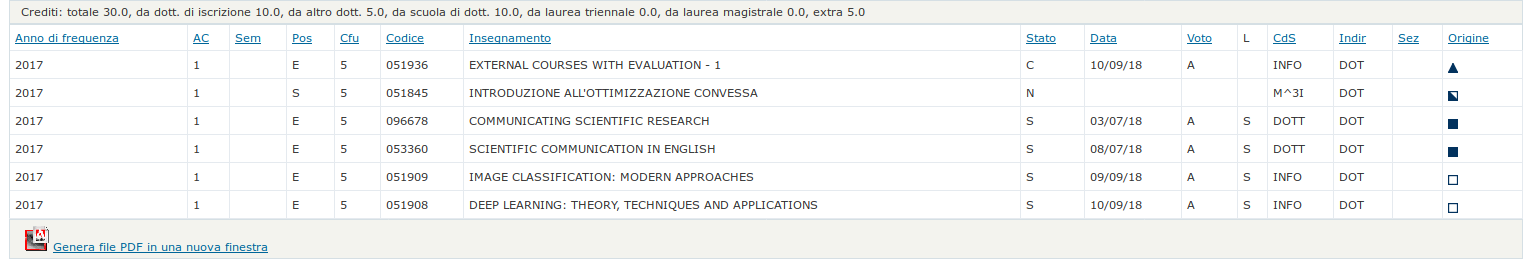 Crediti: totale 30.0, da dott. di iscrizione 10.0, da altro dott. 5.0, da scuola di dott. 10.0, da laurea triennale 0.0, da laurea magistrale 0.0, extra 5.0
Anno di frequenza AC Sem Pos Cfu Codice Insegnamento Stato Data Voto L CdS Indir Sez Origine
2017 1 E 5 051936 EXTERNAL COURSES WITH EVALUATION - 1 C 10/09/18 A INFO DOT
2017 1 S 5 051845 INTRODUZIONE ALL'OTTIMIZZAZIONE CONVESSA N M^3I DOT
2017 1 E 5 096678 COMMUNICATING SCIENTIFIC RESEARCH S 03/07/18 A S DOTT DOT
2017 1 E 5 053360 SCIENTIFIC COMMUNICATION IN ENGLISH S 08/07/18 A S DOTT DOT
2017 1 E 5 051909 IMAGE CLASSIFICATION: MODERN APPROACHES S 09/09/18 A S INFO DOT
2017 1 E 5 051908 DEEP LEARNING: THEORY, TECHNIQUES AND APPLICATIONS S 10/09/18 A S INFO DOT
Genera file PDF in una nuova finestra